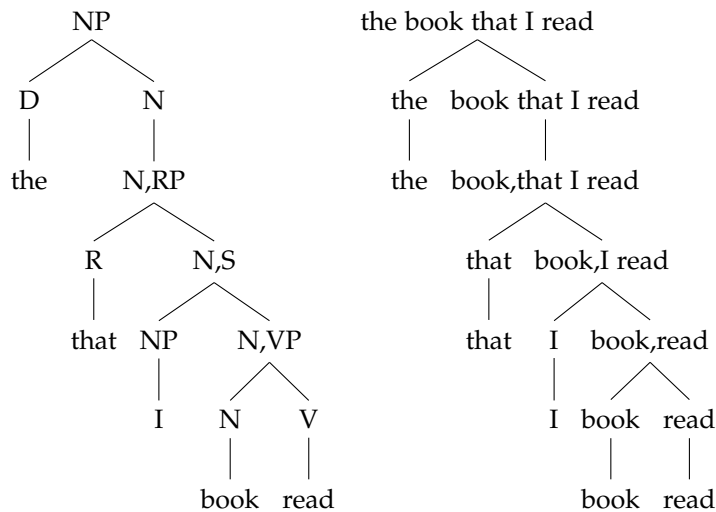 NP the book that I read
D N the book that I read
the N,RP the book,that I read
R N,S that book,I read
that NP N,VP that I book,read
I N V I book read
book read book read